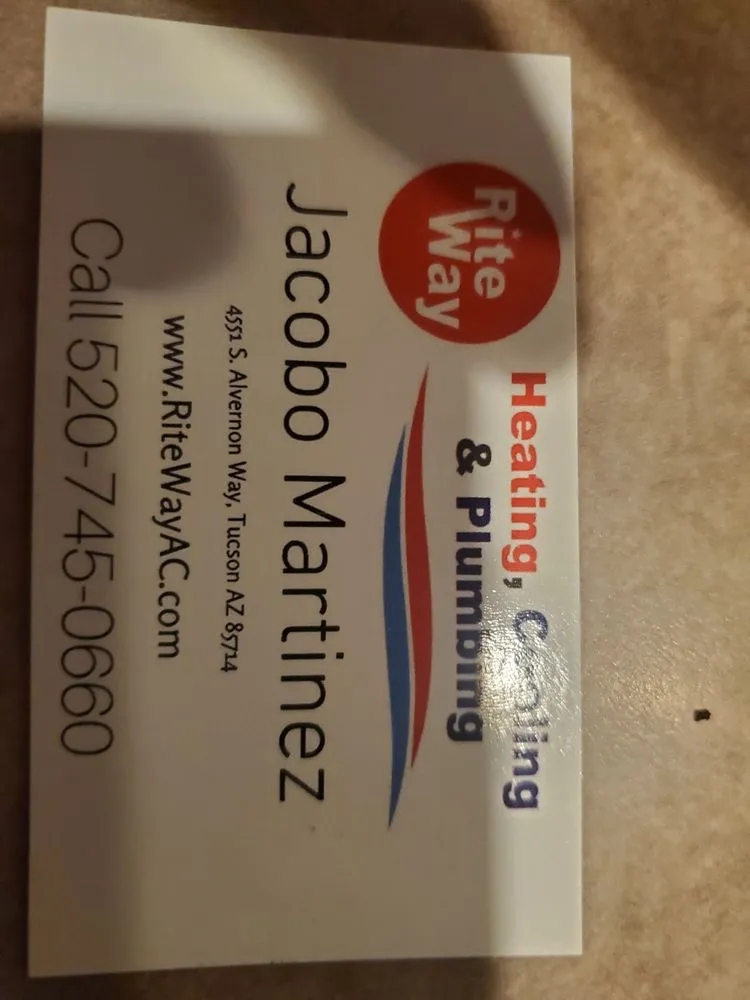 Rite
Way
Heating, Cooling
& Plumbing
Jacobo Martinez
4551 S. Alvernon Way, Tucson AZ 85714
www.RiteWayAC.com
Call 520-745-0660